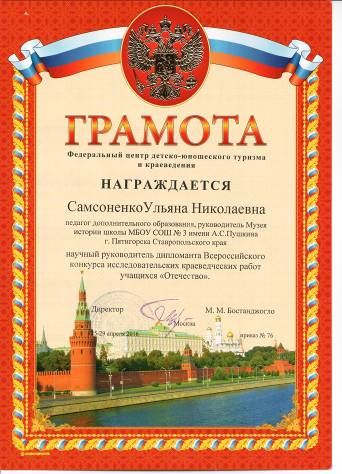 ГРАМОТА
Федеральный центр детско-юношеского туризма
и краеведения
НАГРАЖДАЕТСЯ
СамсоненкоУльяна Николаевна
педагог дополнительного образования, руководитель Музея
истории школы МБОУ СОШ № 3 имени А.С.Пушкина
г. Пятигорска Ставропольского края
научный руководитель дипломанта Всероссийского
конкурса исследовательских краеведческих работ
учащихся «Отечество».
Директор М. М. Бостанджогло
Москва
25-29 апреля 2016 приказ № 76